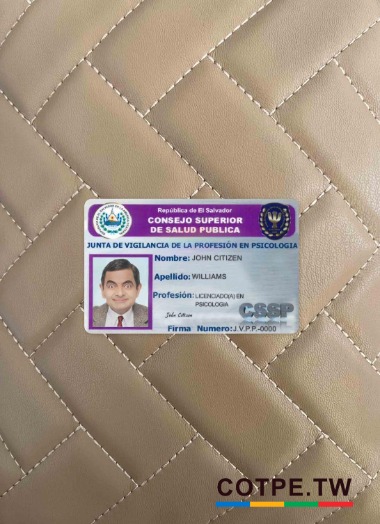 República de El Salvador
CONSEJO SUPERIOR
DE SALUD PUBLICA
JUNTA DE VIGILANCIA DE LA PROFESIÓN EN PSICOLOGIA
Nombre: JOHN CITIZEN
Apellido: WILLIAMS
Profesión: LICENCIADO(A) EN
PSICOLOGIA
John Citizen
CSSP
Firma Numero: J.V.P.P.-0000
COTPE.TW